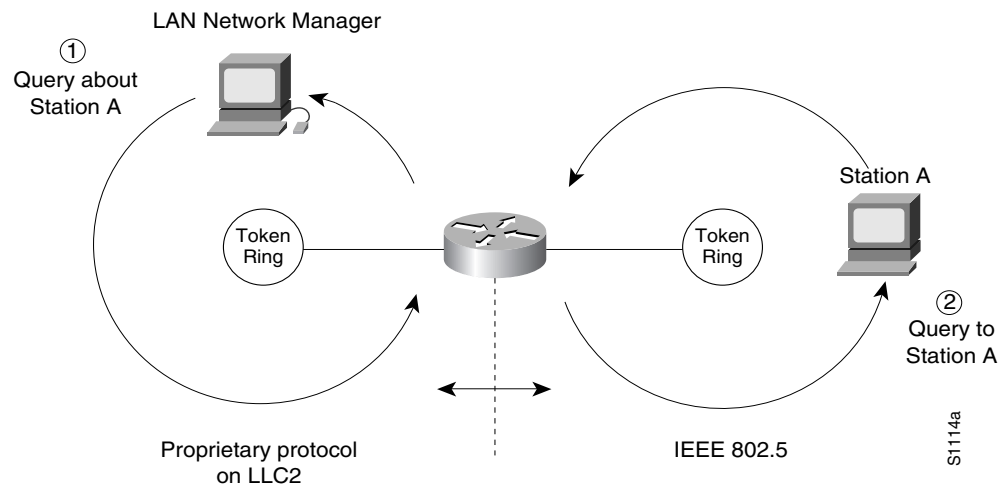 LAN Network Manager
①
Query about
Station A
Station A
Token
Ring
Token
Ring
②
Query to
Station A
Proprietary protocol
on LLC2
IEEE 802.5
S1114a